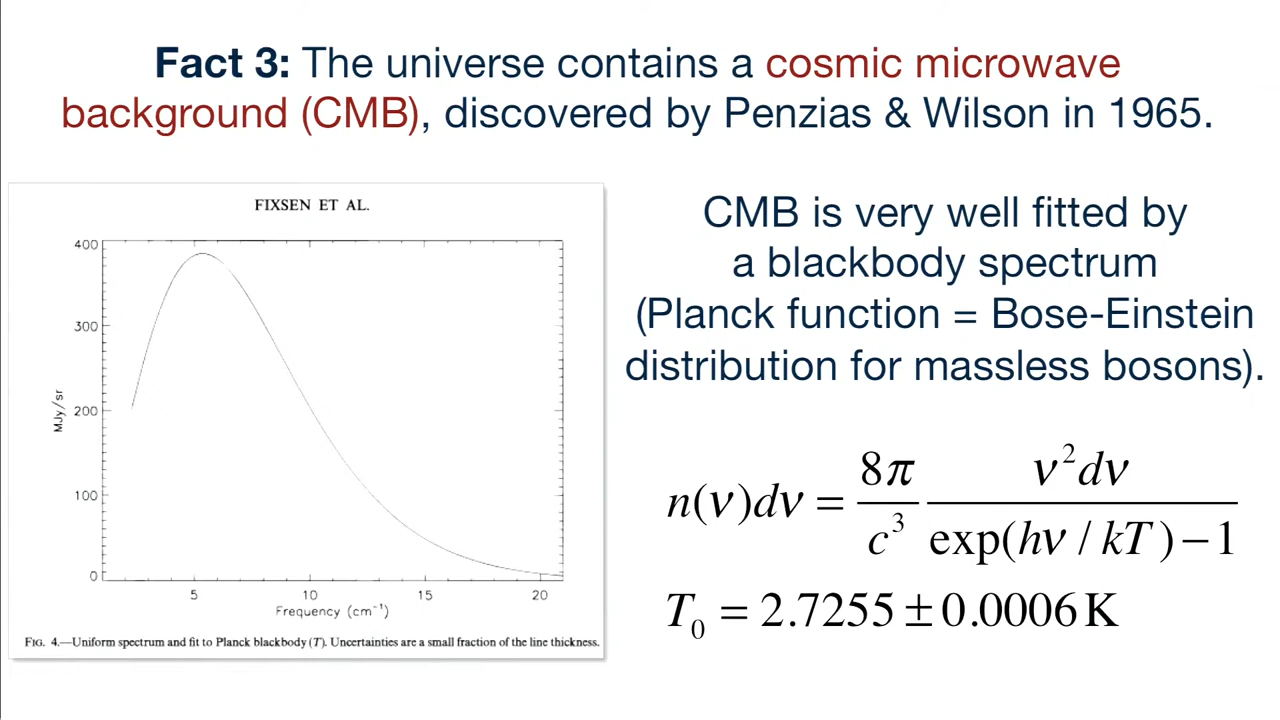 Fact 3: The universe contains a cosmic microwave
background (CMB), discovered by Penzias & Wilson in 1965.
FIXSEN ET AL.
400
300
200
100
0
MJy/sr
5 10 15 20
Frequency (cm⁻¹)
FIG. 4.—Uniform spectrum and fit to Planck blackbody (T). Uncertainties are a small fraction of the line thickness.
CMB is very well fitted by
a blackbody spectrum
(Planck function = Bose-Einstein
distribution for massless bosons).
n(ν)dν = 8π/c³ ν²dν/exp(hν / kT) − 1
T₀ = 2.7255 ± 0.0006 K